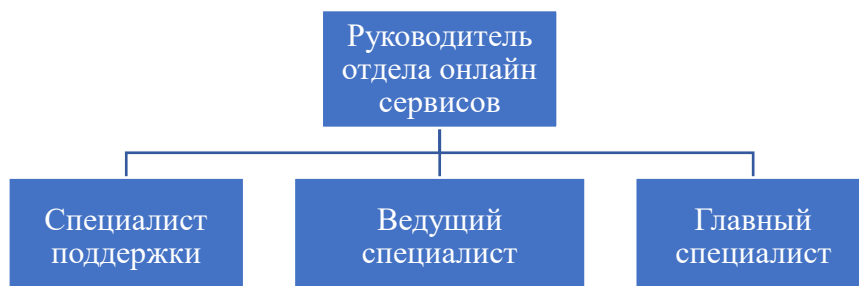 Руководитель
отдела онлайн
сервисов
Специалист
поддержки
Ведущий
специалист
Главный
специалист